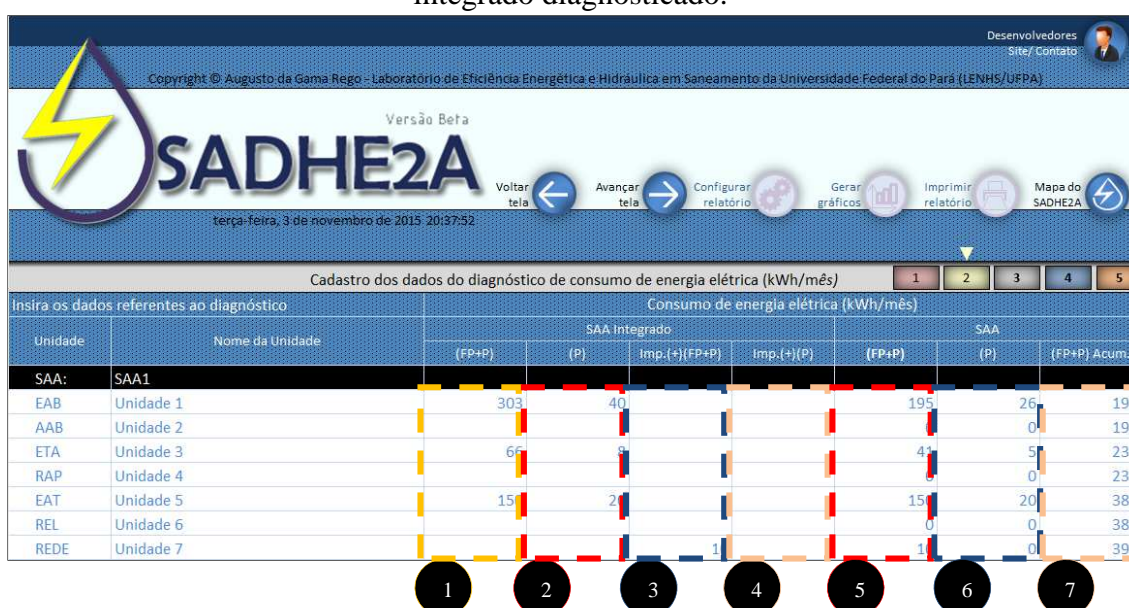 integrado diagnosticado.
Desenvolvedores
Site/ Contato
Copyright © Augusto da Gama Rego - Laboratório de Eficiência Energética e Hidráulica em Saneamento da Universidade Federal do Pará (LENHS/UFPA)
Versão Beta
SADHE2A
Voltar tela
Avançar tela
Configurar relatório
Gerar gráficos
Imprimir relatório
Mapa do SADHE2A
terça-feira, 3 de novembro de 2015 20:37:52
Cadastro dos dados do diagnóstico de consumo de energia elétrica (kWh/mês) 1 2 3 4 5
Insira os dados referentes ao diagnóstico Consumo de energia elétrica (kWh/mês)
Unidade Nome da Unidade SAA Integrado SAA
(FP+P) (P) Imp.(+)(FP+P) Imp.(+)(P) (FP+P) (P) (FP+P) Acum.
SAA: SAA1
EAB Unidade 1 303 40 195 26 19
AAB Unidade 2 0 19
ETA Unidade 3 66 8 41 5 23
RAP Unidade 4 0 0 23
EAT Unidade 5 15 2 15 20 38
REL Unidade 6 0 0 38
REDE Unidade 7 1 1 1 0 39
1 2 3 4 5 6 7